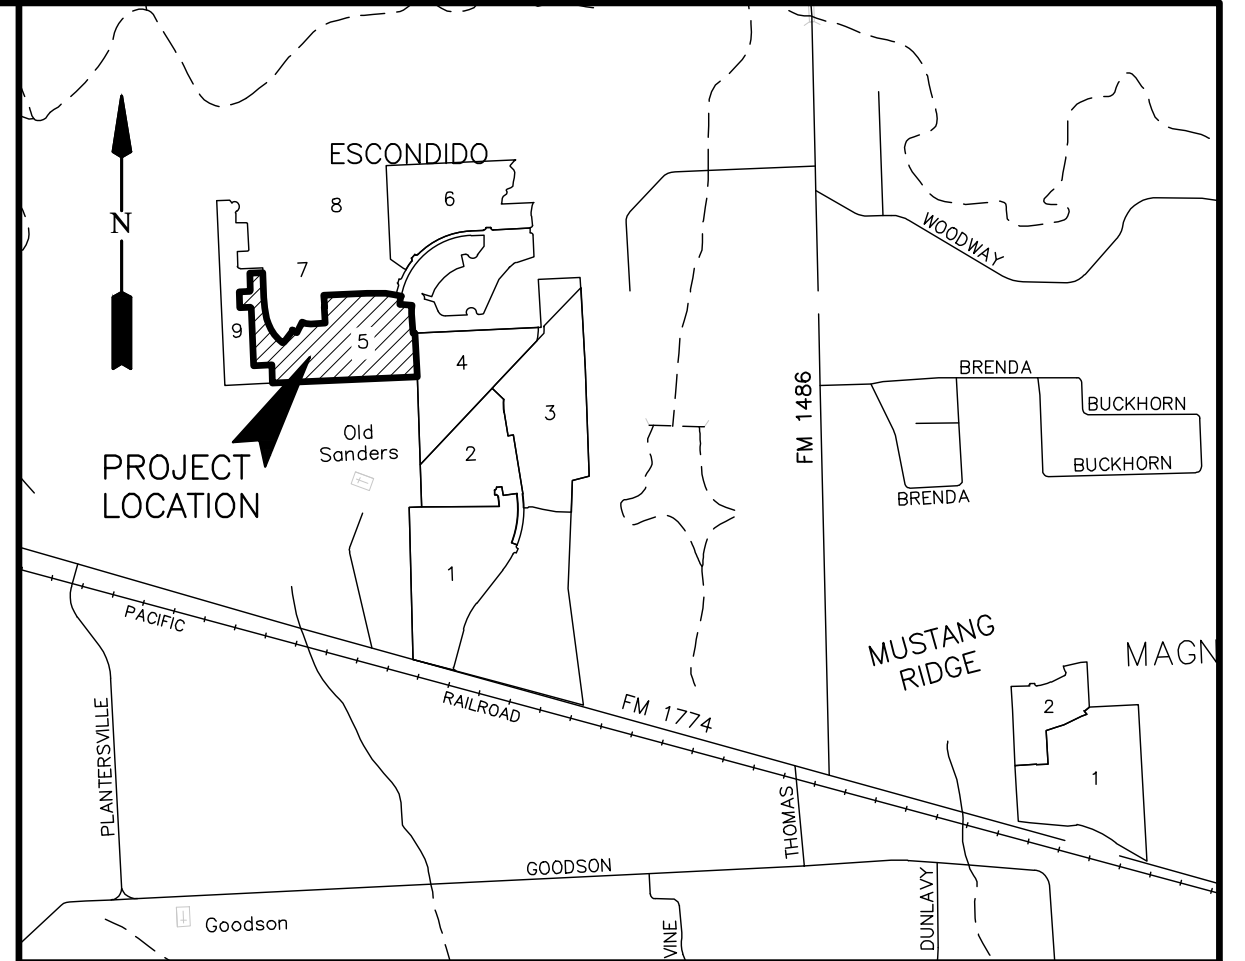 ESCONDIDO
N
8
6
7
WOODWAY
9
5
4
BRENDA
FM 1486
3
BUCKHORN
Old
Sanders
2
PROJECT
LOCATION
BUCKHORN
BRENDA
1
PACIFIC
MUSTANG
RIDGE
MAGN
RAILROAD
FM 1774
2
PLANTERSVILLE
1
THOMAS
GOODSON
Goodson
VINE
DUNLAVY